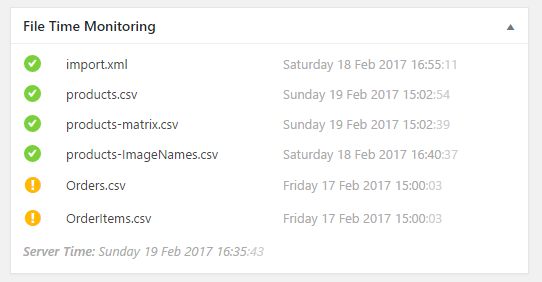 File Time Monitoring
import.xml Saturday 18 Feb 2017 16:55:11
products.csv Sunday 19 Feb 2017 15:02:54
products-matrix.csv Sunday 19 Feb 2017 15:02:39
products-ImageNames.csv Saturday 18 Feb 2017 16:40:37
Orders.csv Friday 17 Feb 2017 15:00:03
OrderItems.csv Friday 17 Feb 2017 15:00:03
Server Time: Sunday 19 Feb 2017 16:35:43